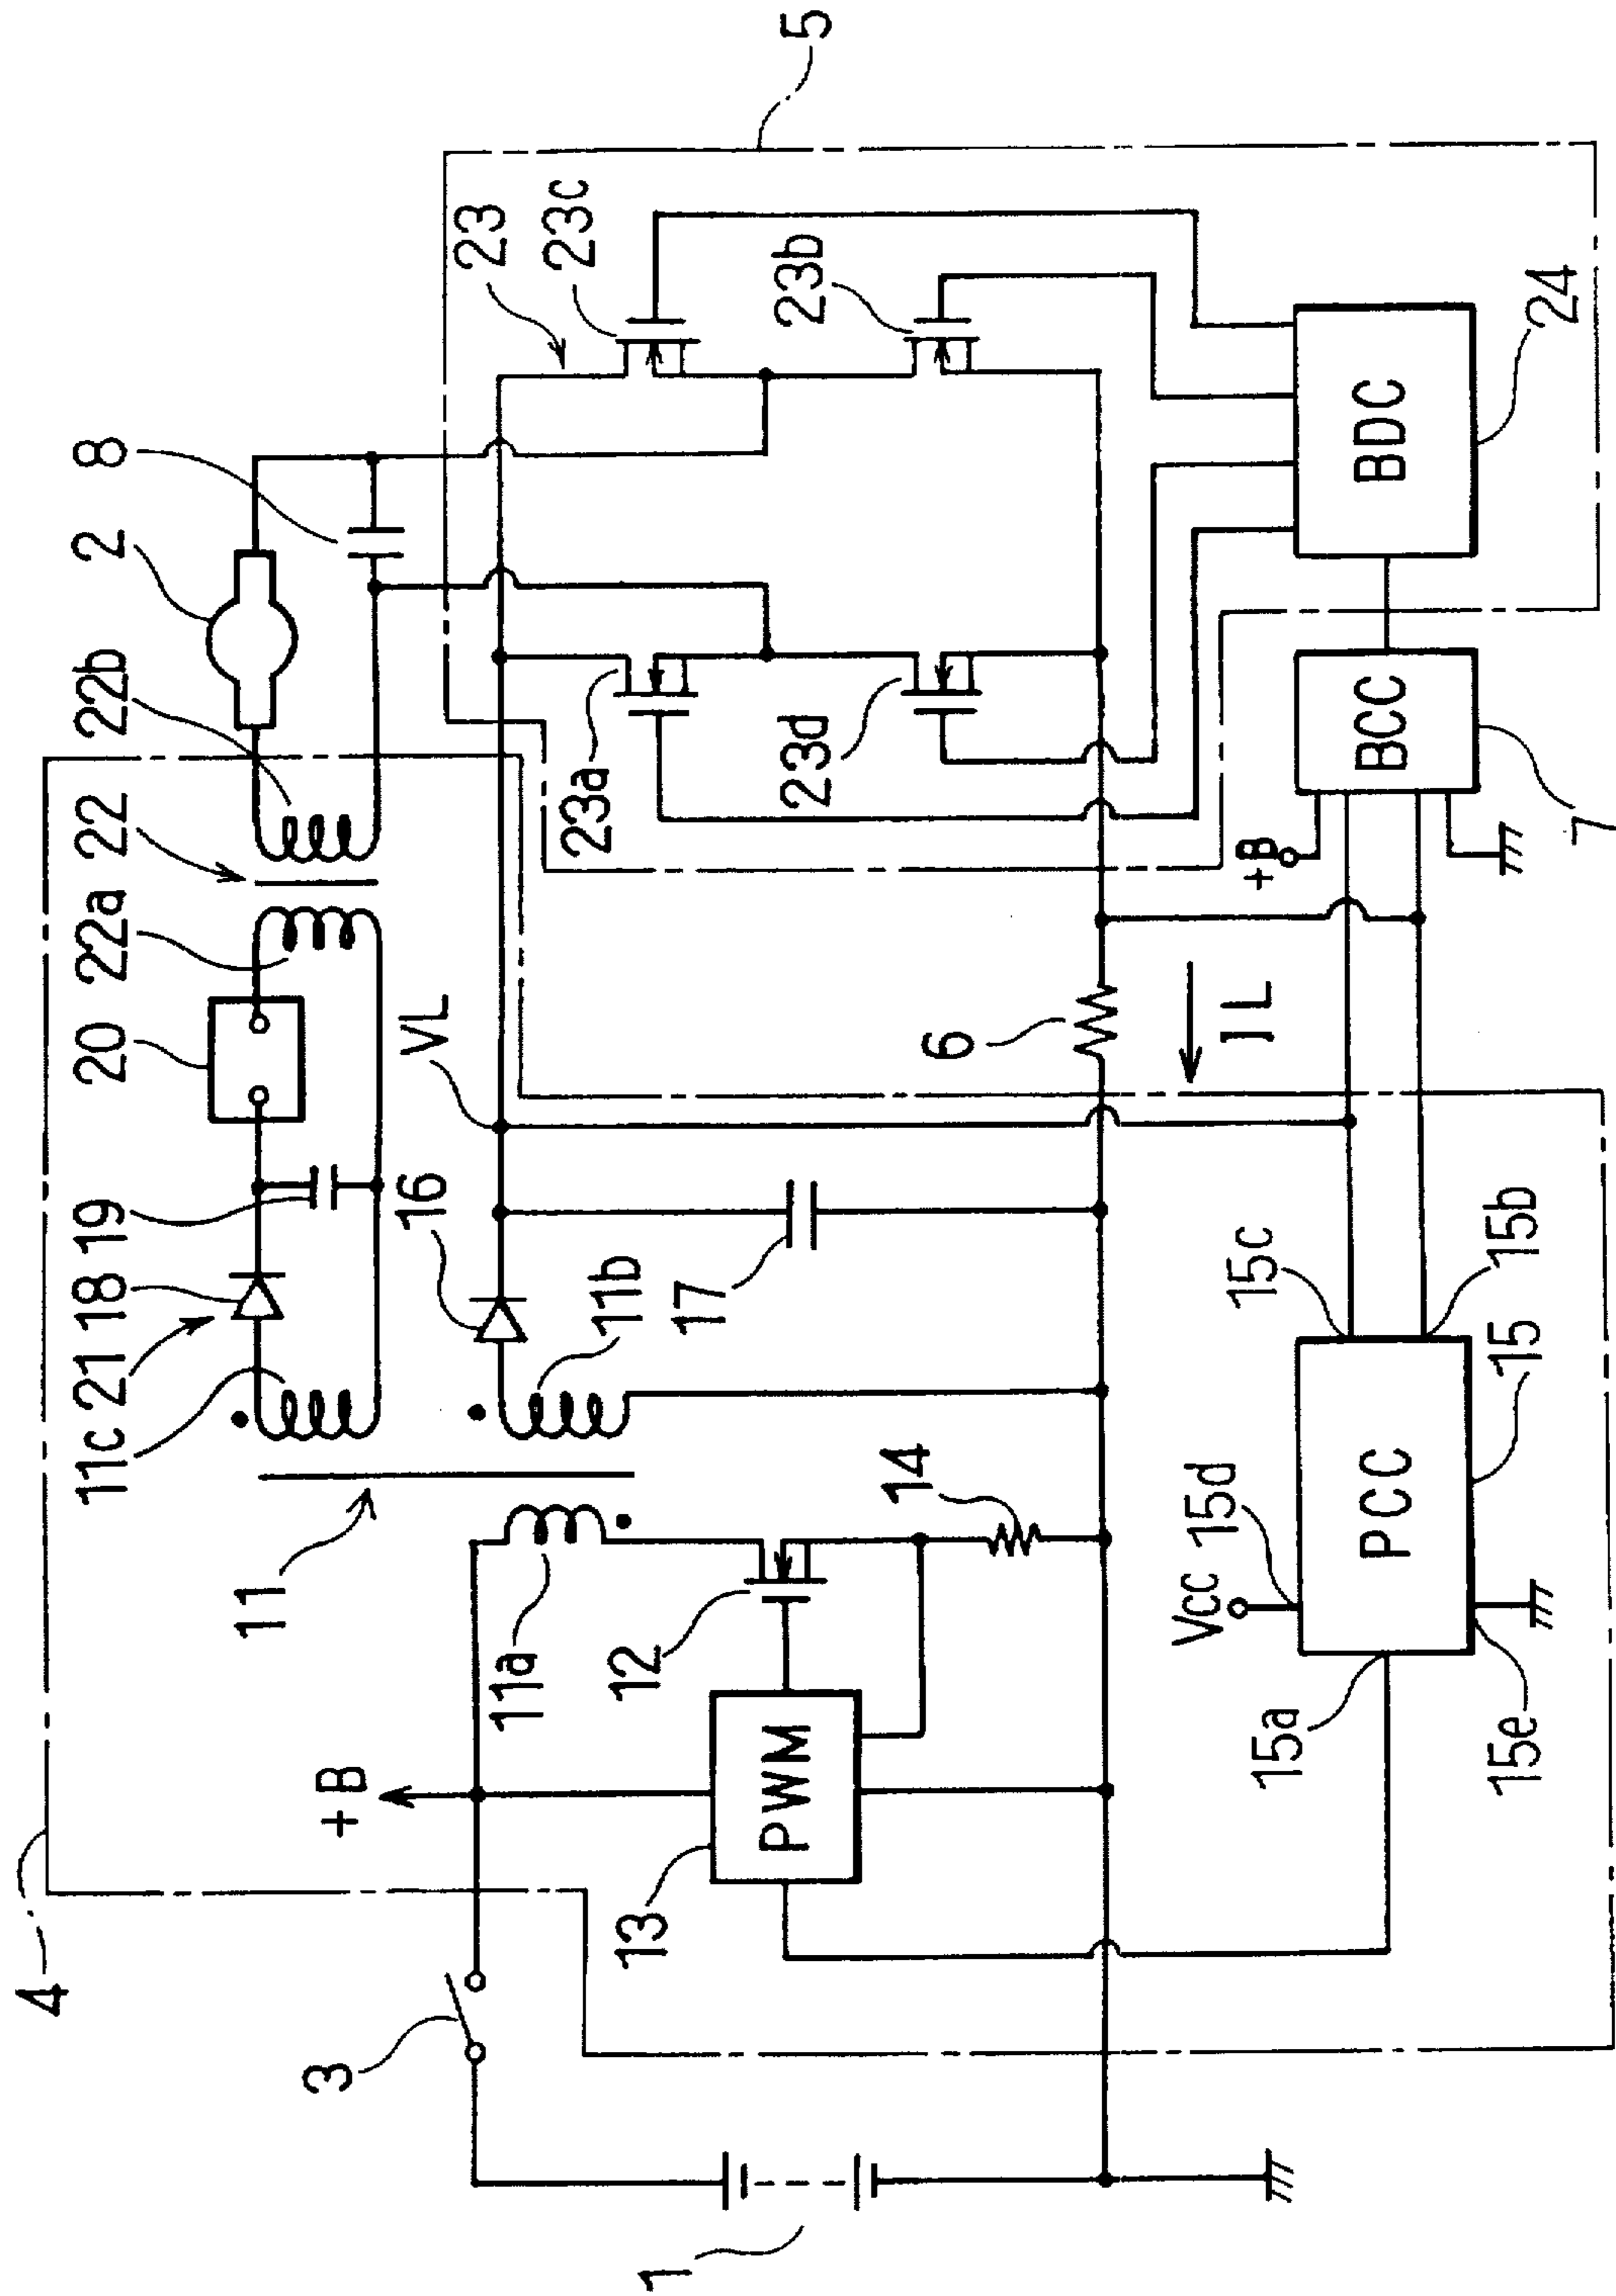 4
11
11c
21
18
19
20
22a
22
22b
2
8
5
23
23c
+B
3
11a
16
VL
11b
23a
23b
12
13
PWM
14
17
6
IL
23d
1
Vcc
15d
15c
+B
15a
PCC
15e
15
15b
BCC
7
BDC
24